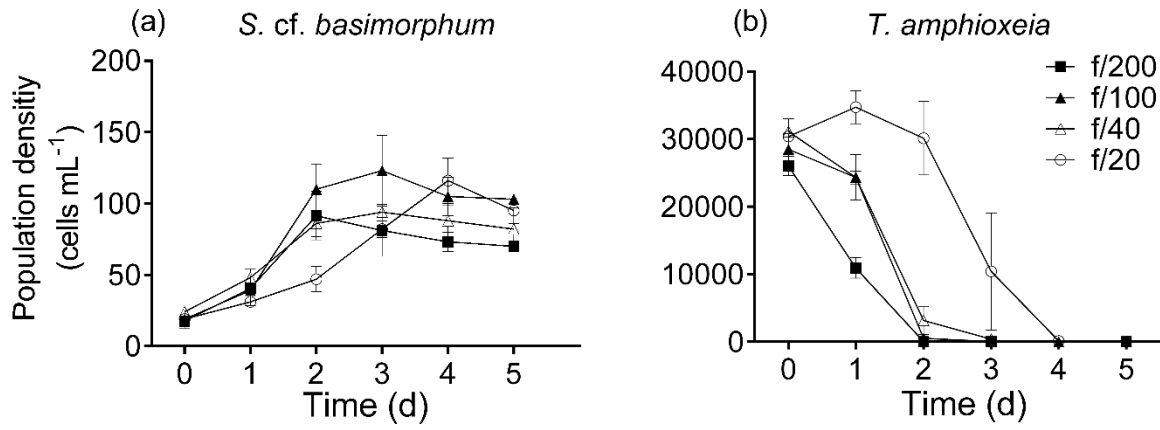 (a) S. cf. basimorphum
200
150
100
50
0
Population densitiy
(cells mL⁻¹)
0 1 2 3 4 5
Time (d)
(b) T. amphioxeia
40000
30000
20000
10000
0
0 1 2 3 4 5
Time (d)
f/200
f/100
f/40
f/20